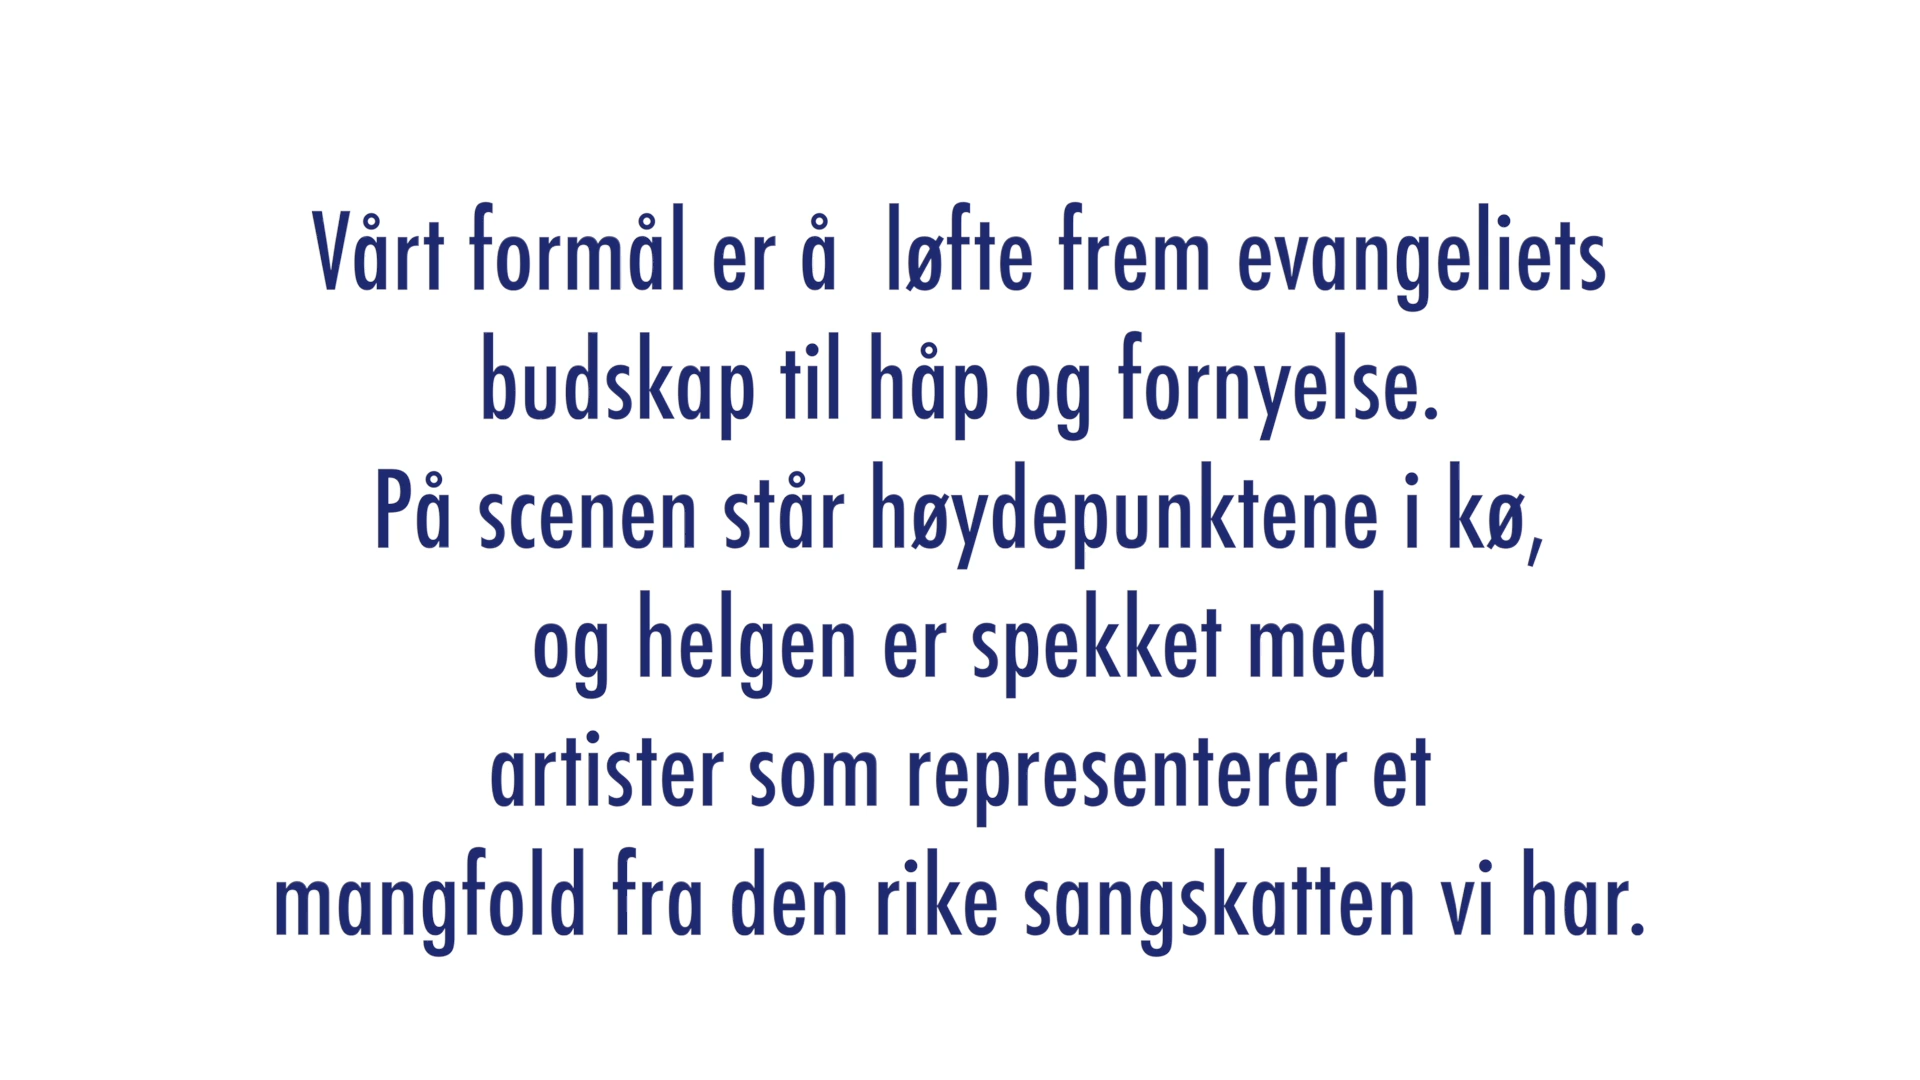 Vårt formål er å  løfte frem evangeliets
budskap til håp og fornyelse.
På scenen står høydepunktene i kø,
og helgen er spekket med
artister som representerer et
mangfold fra den rike sangskatten vi har.